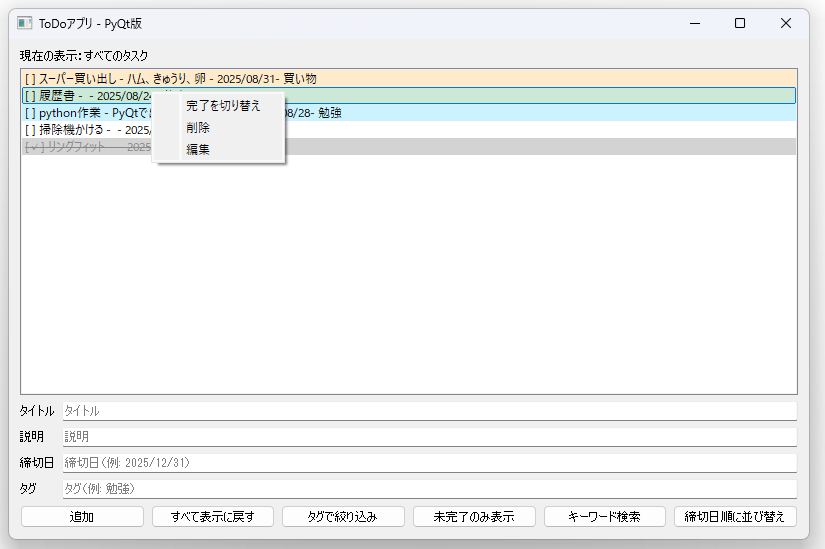 ToDoアプリ - PyQt版
現在の表示: すべてのタスク
[ ] スーパー買い出し - ハム、きゅうり、卵 - 2025/08/31- 買い物
[ ] 履歴書 - - 2025/08/24
[ ] python作業 - PyQtで 08/28- 勉強
[ ] 掃除機かける - - 2025/
[✓] リングフィット - - 2025
完了を切り替え
削除
編集
タイトル タイトル
説明 説明
締切日 締切日(例: 2025/12/31)
タグ タグ(例: 勉強)
追加 すべて表示に戻す タグで絞り込み 未完了のみ表示 キーワード検索 締切日順に並び替え